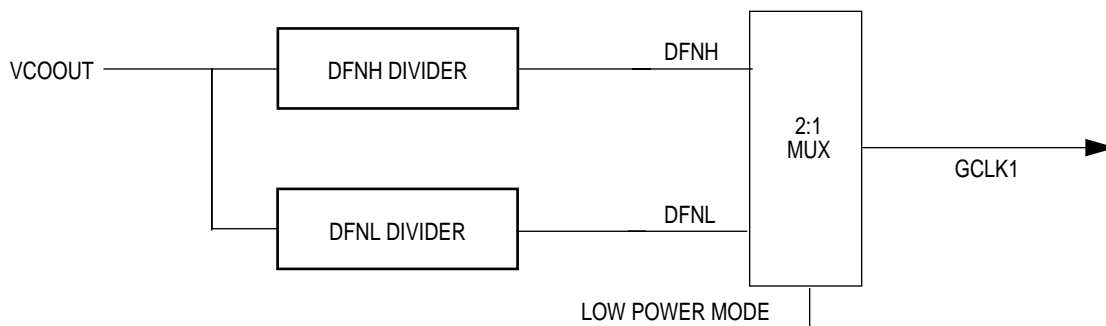 VCOOUT
DFNH DIVIDER
DFNH
2:1
MUX
GCLK1
DFNL DIVIDER
DFNL
LOW POWER MODE